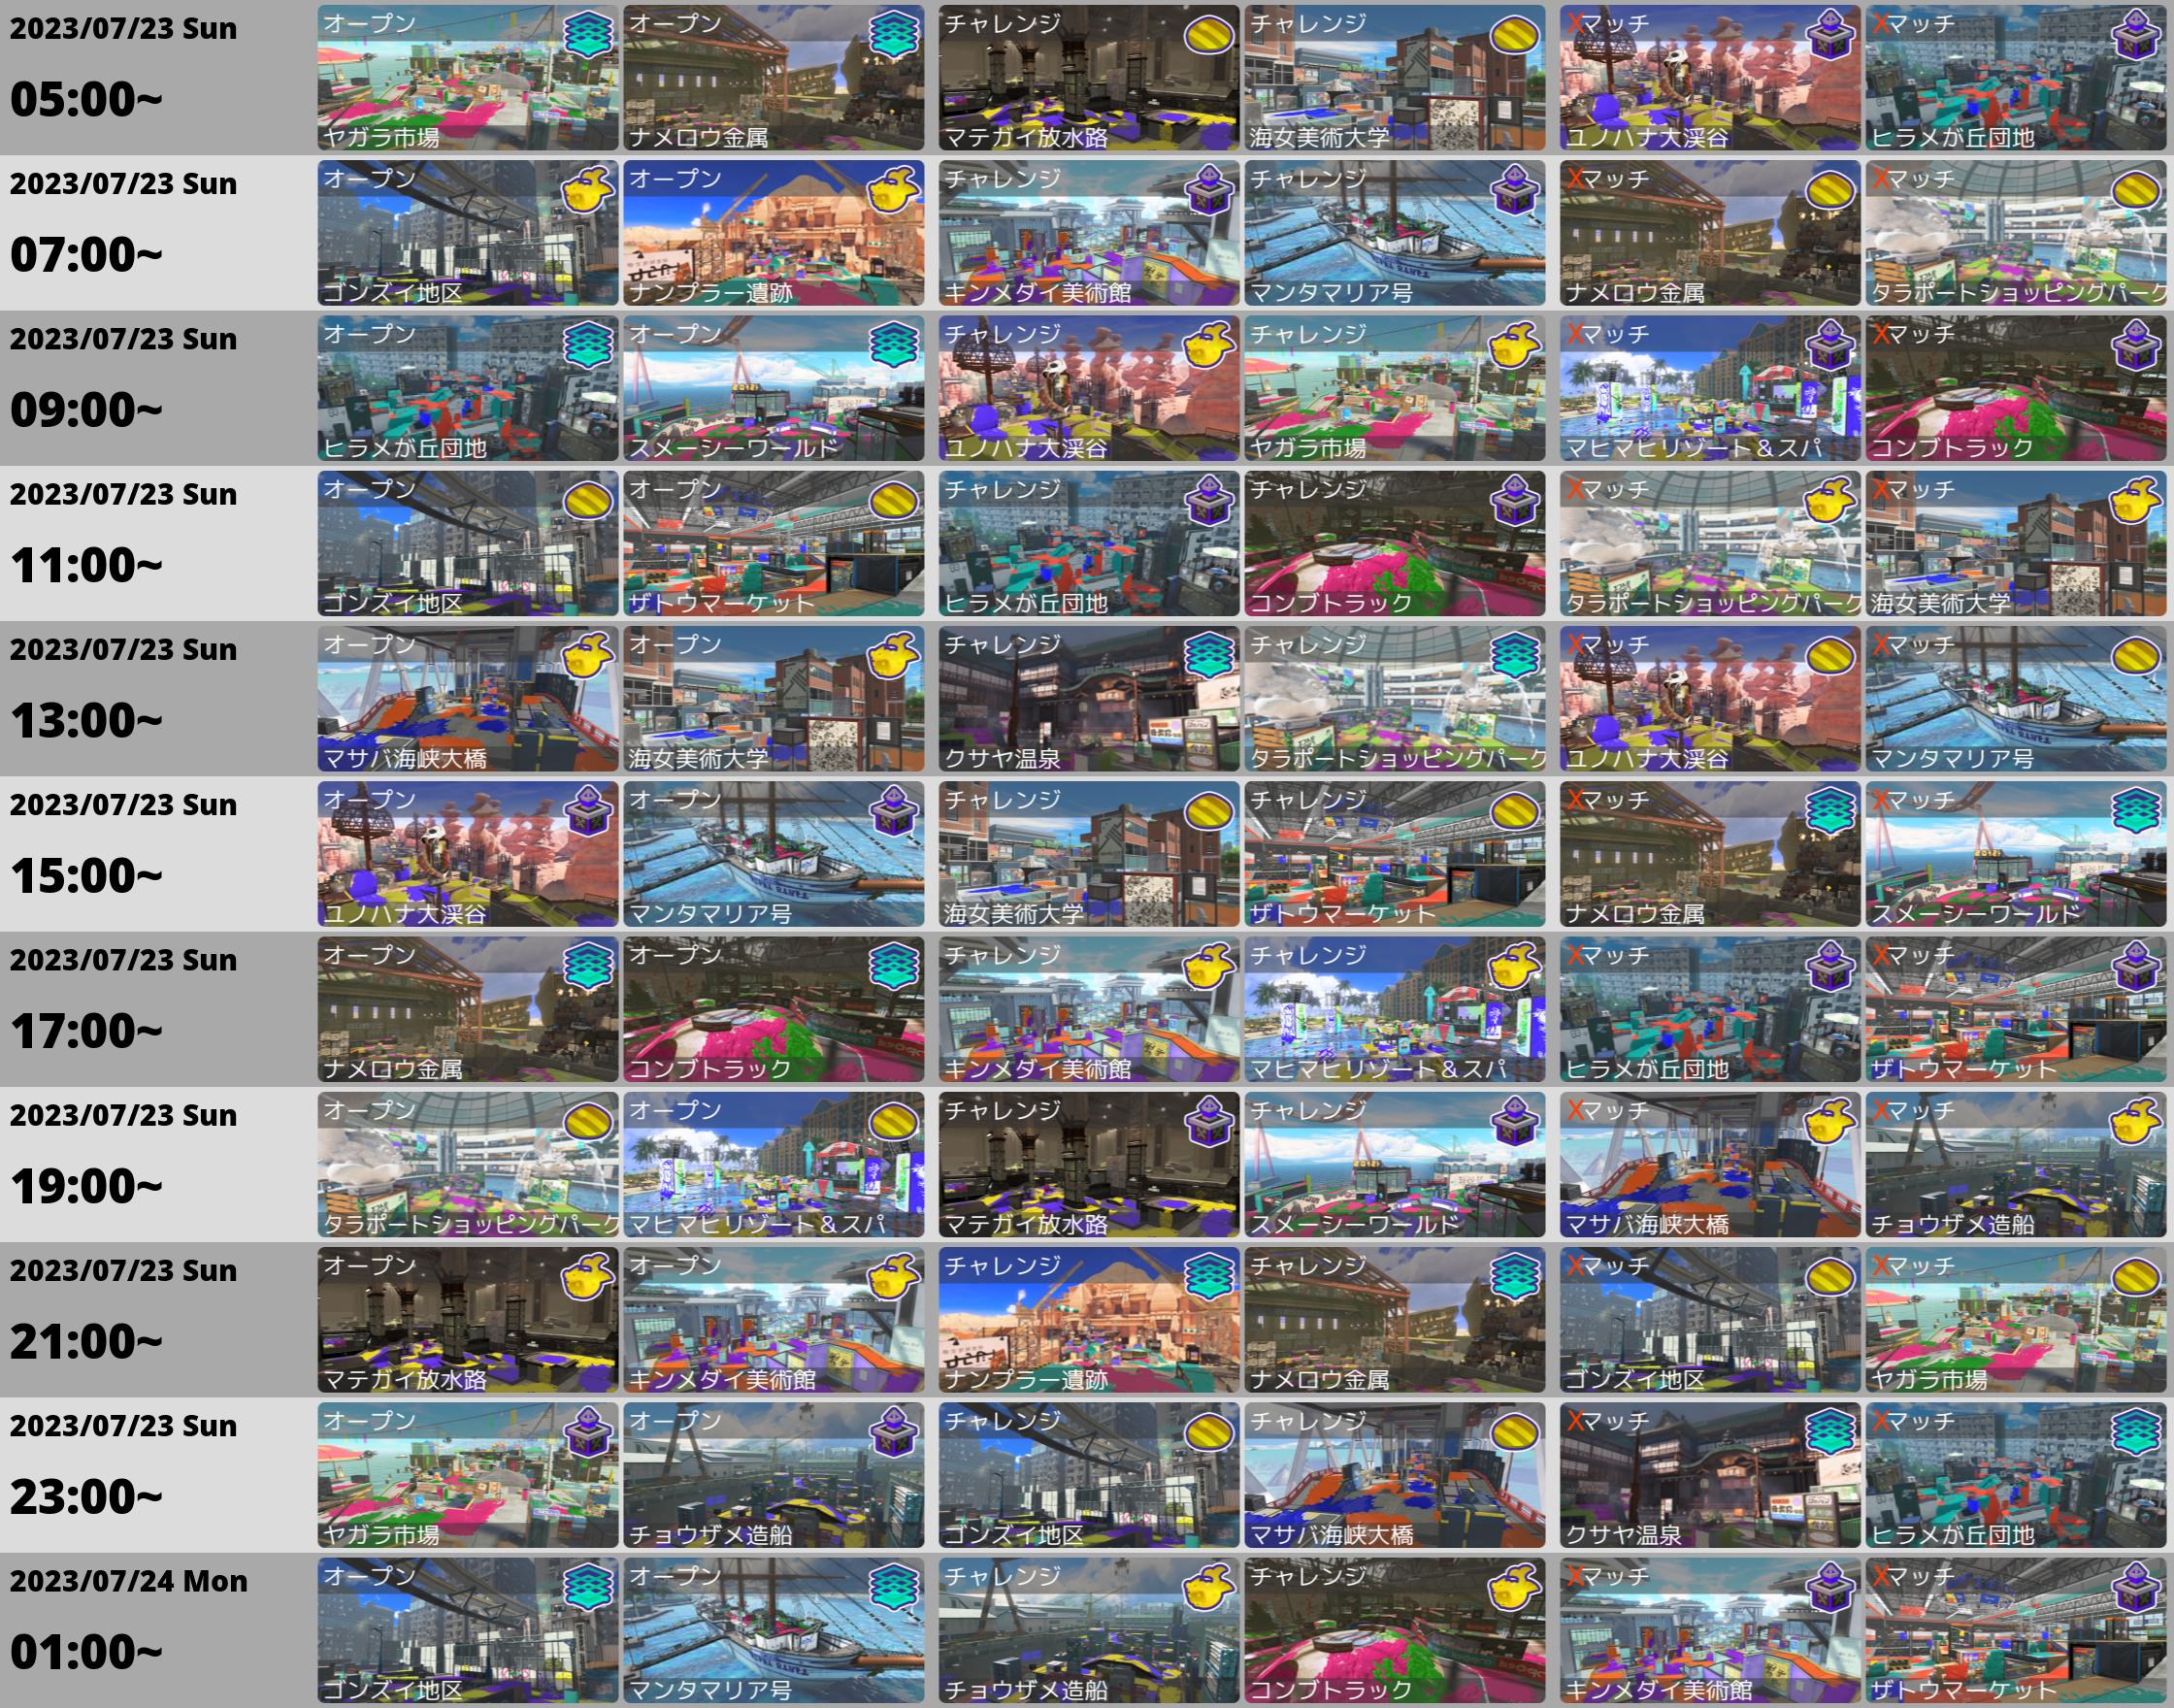 2023/07/23 Sun
05:00~
オープン
ヤガラ市場
オープン
ナメロウ金属
チャレンジ
マテガイ放水路
チャレンジ
海女美術大学
Xマッチ
ユノハナ大渓谷
Xマッチ
ヒラメが丘団地
2023/07/23 Sun
07:00~
オープン
ゴンズイ地区
オープン
ナンプラー遺跡
チャレンジ
キンメダイ美術館
チャレンジ
マンタマリア号
Xマッチ
ナメロウ金属
Xマッチ
タラポートショッピングパーク
2023/07/23 Sun
09:00~
オープン
ヒラメが丘団地
オープン
スメーシーワールド
チャレンジ
ユノハナ大渓谷
チャレンジ
ヤガラ市場
Xマッチ
マヒマヒリゾート＆スパ
Xマッチ
コンブトラック
2023/07/23 Sun
11:00~
オープン
ゴンズイ地区
オープン
ザトウマーケット
チャレンジ
ヒラメが丘団地
チャレンジ
コンブトラック
Xマッチ
タラポートショッピングパーク
Xマッチ
海女美術大学
2023/07/23 Sun
13:00~
オープン
マサバ海峡大橋
オープン
海女美術大学
チャレンジ
クサヤ温泉
チャレンジ
タラポートショッピングパーク
Xマッチ
ユノハナ大渓谷
Xマッチ
マンタマリア号
2023/07/23 Sun
15:00~
オープン
ユノハナ大渓谷
オープン
マンタマリア号
チャレンジ
海女美術大学
チャレンジ
ザトウマーケット
Xマッチ
ナメロウ金属
Xマッチ
スメーシーワールド
2023/07/23 Sun
17:00~
オープン
ナメロウ金属
オープン
コンブトラック
チャレンジ
キンメダイ美術館
チャレンジ
マヒマヒリゾート＆スパ
Xマッチ
ヒラメが丘団地
Xマッチ
ザトウマーケット
2023/07/23 Sun
19:00~
オープン
タラポートショッピングパーク
オープン
マヒマヒリゾート＆スパ
チャレンジ
マテガイ放水路
チャレンジ
スメーシーワールド
Xマッチ
マサバ海峡大橋
Xマッチ
チョウザメ造船
2023/07/23 Sun
21:00~
オープン
マテガイ放水路
オープン
キンメダイ美術館
チャレンジ
ナンプラー遺跡
チャレンジ
ナメロウ金属
Xマッチ
ゴンズイ地区
Xマッチ
ヤガラ市場
2023/07/23 Sun
23:00~
オープン
ヤガラ市場
オープン
チョウザメ造船
チャレンジ
ゴンズイ地区
チャレンジ
マサバ海峡大橋
Xマッチ
クサヤ温泉
Xマッチ
ヒラメが丘団地
2023/07/24 Mon
01:00~
オープン
ゴンズイ地区
オープン
マンタマリア号
チャレンジ
チョウザメ造船
チャレンジ
コンブトラック
Xマッチ
キンメダイ美術館
Xマッチ
ザトウマーケット